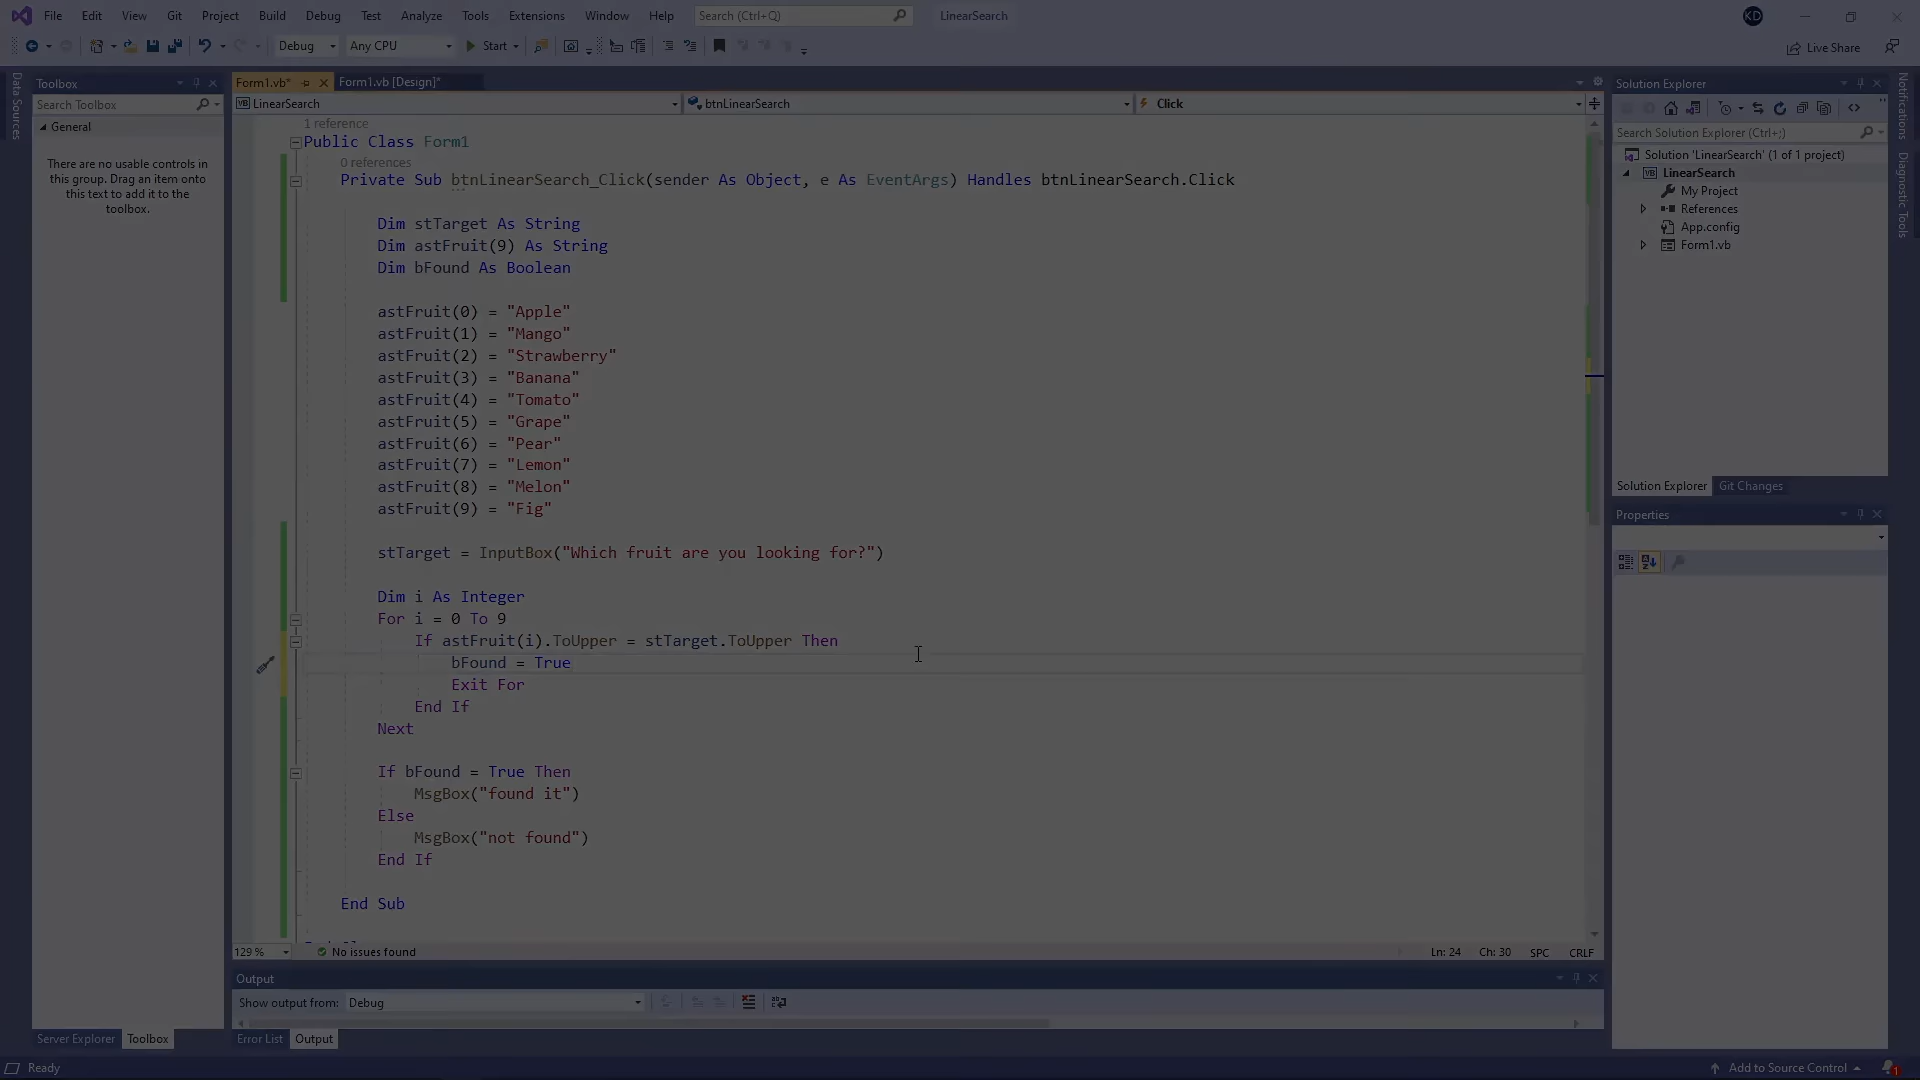 File Edit View Git Project Build Debug Test Analyze Tools Extensions Window Help Search (Ctrl+Q) LinearSearch KD
Debug Any CPU Start Live Share
Data Sources
Toolbox
Search Toolbox
General
There are no usable controls in
this group. Drag an item onto
this text to add it to the
toolbox.
Form1.vb* Form1.vb [Design]*
LinearSearch btnLinearSearch Click
1 reference
Public Class Form1
0 references
Private Sub btnLinearSearch_Click(sender As Object, e As EventArgs) Handles btnLinearSearch.Click
Dim stTarget As String
Dim astFruit(9) As String
Dim bFound As Boolean
astFruit(0) = "Apple"
astFruit(1) = "Mango"
astFruit(2) = "Strawberry"
astFruit(3) = "Banana"
astFruit(4) = "Tomato"
astFruit(5) = "Grape"
astFruit(6) = "Pear"
astFruit(7) = "Lemon"
astFruit(8) = "Melon"
astFruit(9) = "Fig"
stTarget = InputBox("Which fruit are you looking for?")
Dim i As Integer
For i = 0 To 9
If astFruit(i).ToUpper = stTarget.ToUpper Then
bFound = True
Exit For
End If
Next
If bFound = True Then
MsgBox("found it")
Else
MsgBox("not found")
End If
End Sub
129 % No issues found Ln: 24 Ch: 30 SPC CRLF
Output
Show output from: Debug
Server Explorer Toolbox Error List Output
Solution Explorer
Search Solution Explorer (Ctrl+;)
Solution 'LinearSearch' (1 of 1 project)
LinearSearch
My Project
References
App.config
Form1.vb
Solution Explorer Git Changes
Properties
Notifications
Diagnostic Tools
Ready Add to Source Control 1